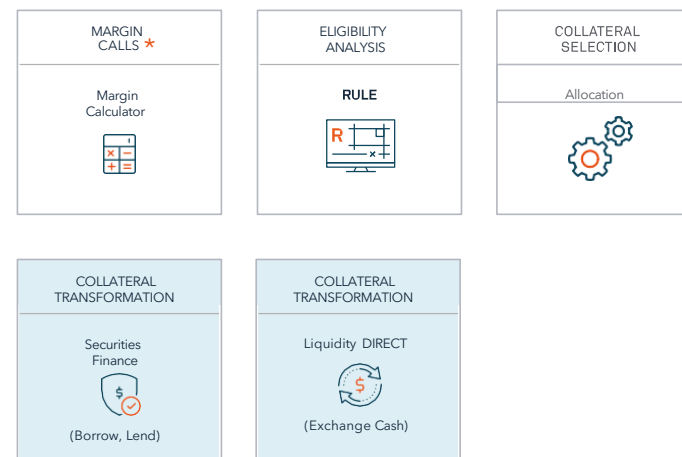 MARGIN
CALLS *
Margin
Calculator
ELIGIBILITY
ANALYSIS
RULE
R
COLLATERAL
SELECTION
Allocation
COLLATERAL
TRANSFORMATION
Securities
Finance
$
(Borrow, Lend)
COLLATERAL
TRANSFORMATION
Liquidity DIRECT
$
(Exchange Cash)